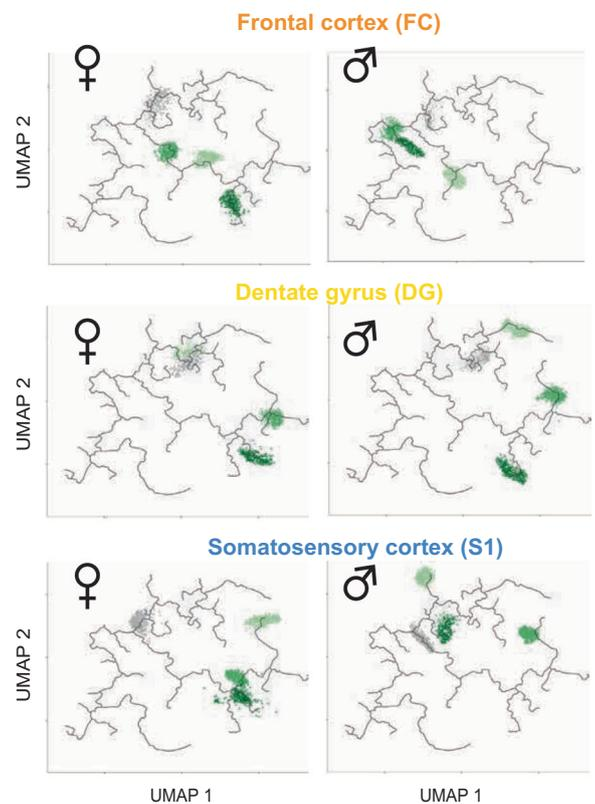 Frontal cortex (FC)
♀ ♂
UMAP 2
Dentate gyrus (DG)
♀ ♂
UMAP 2
Somatosensory cortex (S1)
♀ ♂
UMAP 2
UMAP 1 UMAP 1